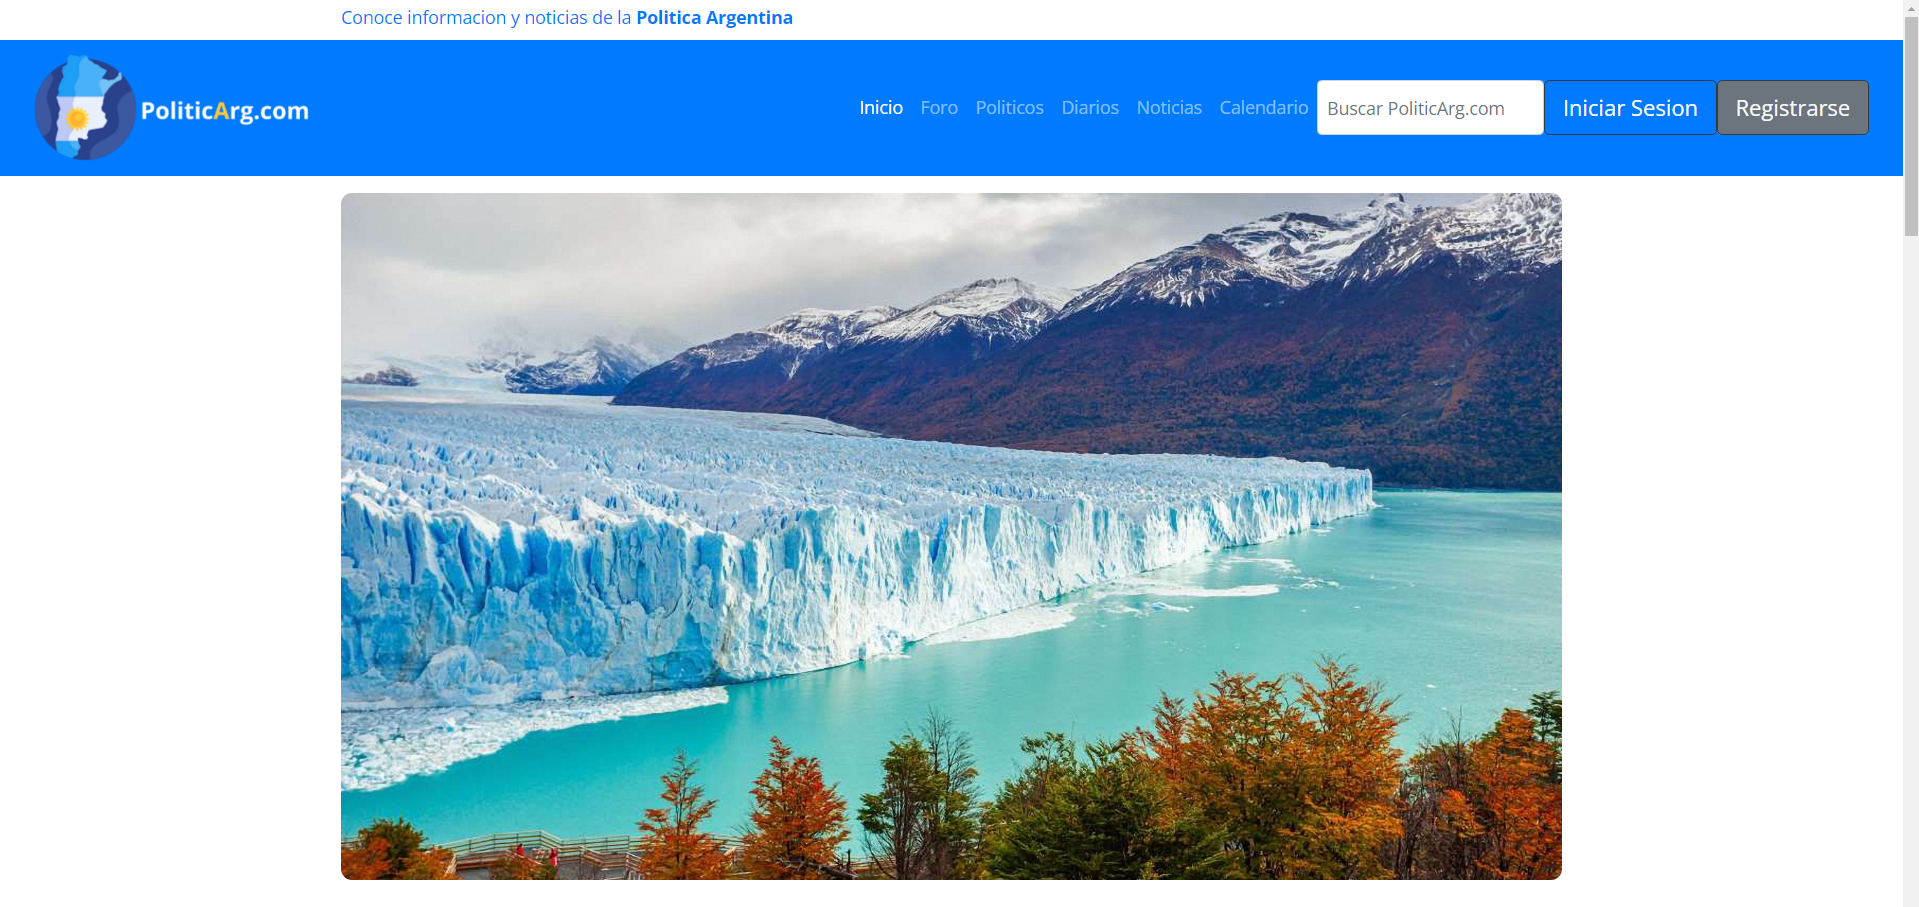 Conoce informacion y noticias de la Politica Argentina
PoliticArg.com
Inicio Foro Politicos Diarios Noticias Calendario Buscar PoliticArg.com Iniciar Sesion Registrarse